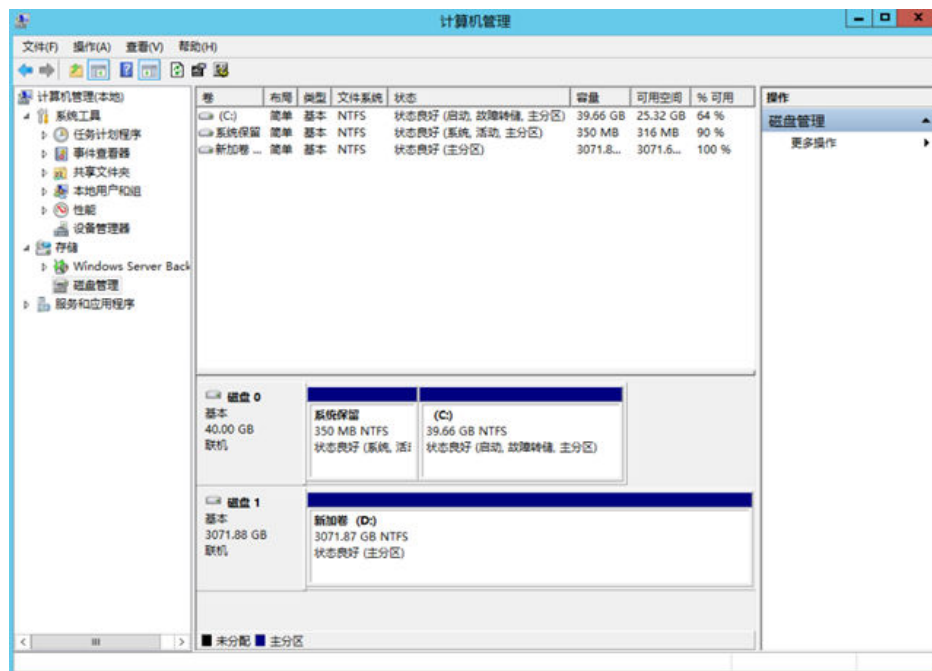 计算机管理
文件(F) 操作(A) 查看(V) 帮助(H)
计算机管理(本地)
系统工具
任务计划程序
事件查看器
共享文件夹
本地用户和组
性能
设备管理器
存储
Windows Server Back
磁盘管理
服务和应用程序
卷 布局 类型 文件系统 状态 容量 可用空间 % 可用
(C:) 简单 基本 NTFS 状态良好 (启动, 故障转储, 主分区) 39.66 GB 25.32 GB 64 %
系统保留 简单 基本 NTFS 状态良好 (系统, 活动, 主分区) 350 MB 316 MB 90 %
新加卷 ... 简单 基本 NTFS 状态良好 (主分区) 3071.8... 3071.6... 100 %
操作
磁盘管理
更多操作
磁盘 0
基本
40.00 GB
联机
系统保留
350 MB NTFS
状态良好 (系统, 活动
(C:)
39.66 GB NTFS
状态良好 (启动, 故障转储, 主分区)
磁盘 1
基本
3071.88 GB
联机
新加卷 (D:)
3071.87 GB NTFS
状态良好 (主分区)
未分配 主分区